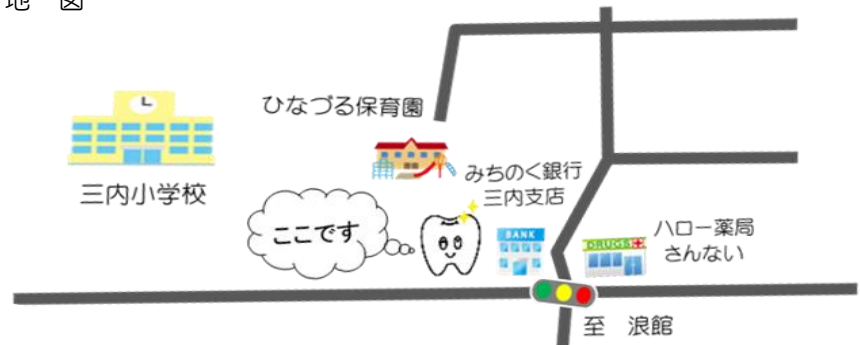 地 図
ひなづる保育園
三内小学校
みちのく銀行
三内支店
ここです
BANK
DRUGS
ハロー薬局
さんない
至 浪館